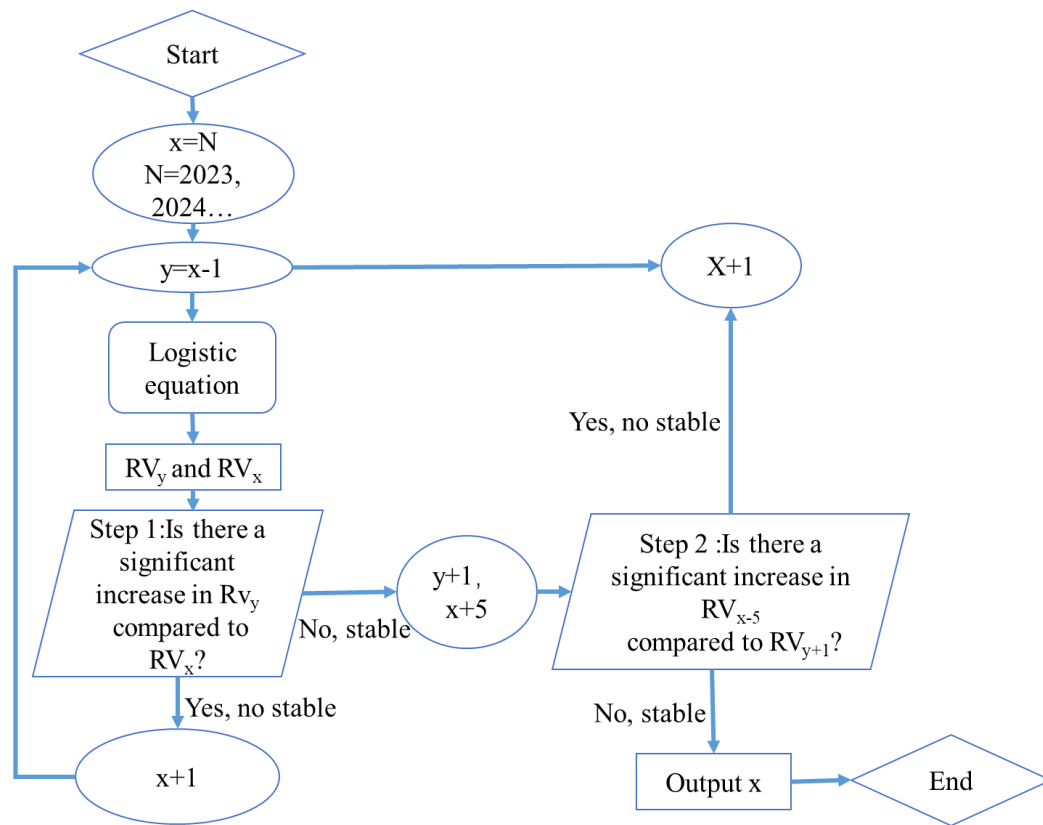 Start
x=N
N=2023,
2024…
y=x-1
X+1
Logistic
equation
Yes, no stable
RVy and RVx
Step 1:Is there a
significant
increase in Rvy
compared to
RVx?
No, stable
y+1,
x+5
Step 2 :Is there a
significant increase in
RVx-5
compared to RVy+1?
Yes, no stable
No, stable
x+1
Output x
End